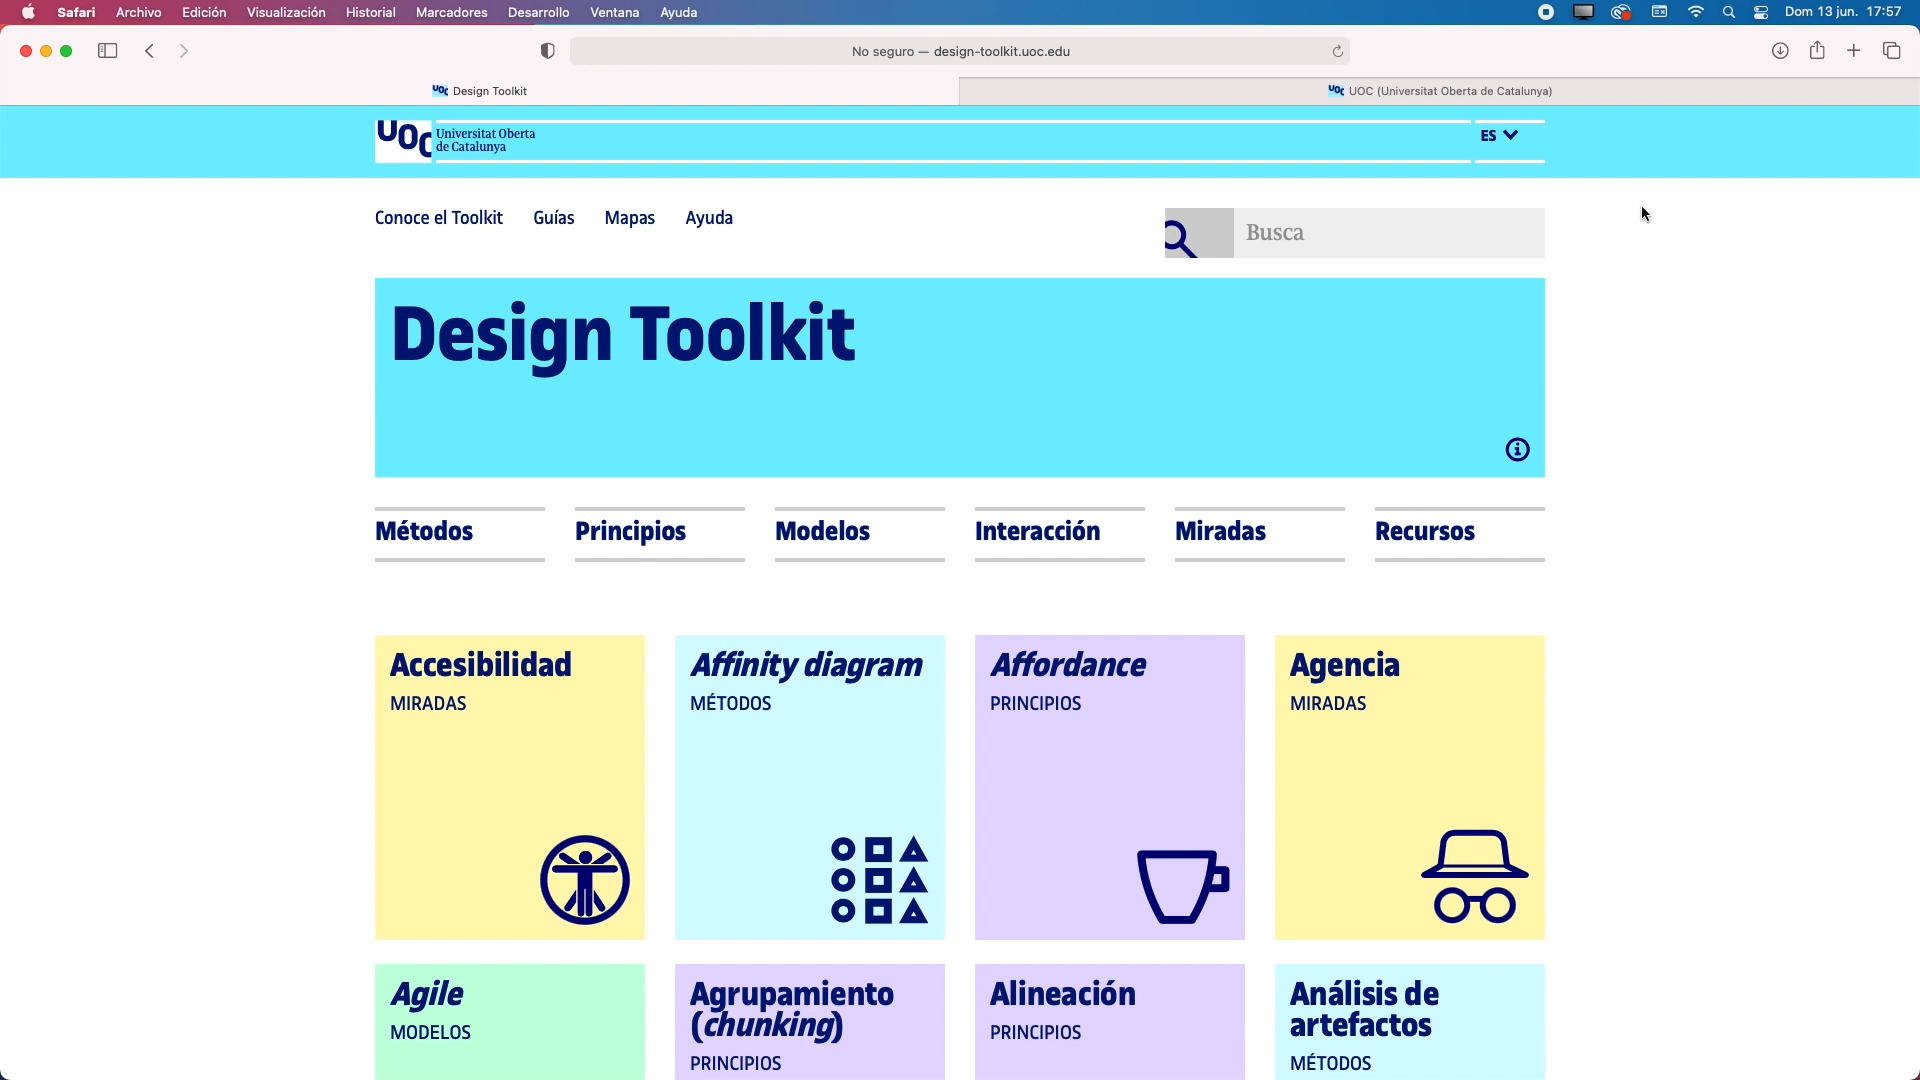 Safari Archivo Edición Visualización Historial Marcadores Desarrollo Ventana Ayuda Dom 13 jun. 17:57
No seguro — design-toolkit.uoc.edu
UOC Design Toolkit UOC UOC (Universitat Oberta de Catalunya)
UOC Universitat Oberta
de Catalunya
ES
Conoce el Toolkit Guías Mapas Ayuda
Busca
Design Toolkit
Métodos Principios Modelos Interacción Miradas Recursos
Accesibilidad
MIRADAS
Affinity diagram
MÉTODOS
Affordance
PRINCIPIOS
Agencia
MIRADAS
Agile
MODELOS
Agrupamiento
(chunking)
PRINCIPIOS
Alineación
PRINCIPIOS
Análisis de
artefactos
MÉTODOS